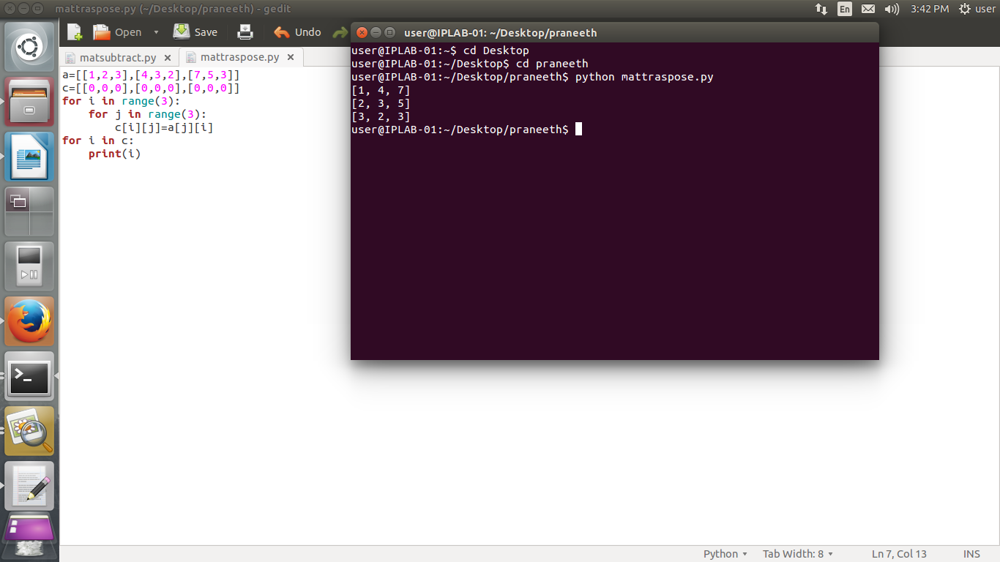 mattraspose.py (~/Desktop/praneeth) - gedit
En
3:42 PM
user
Open
Save
Undo
matsubtract.py
mattraspose.py
a=[[1,2,3],[4,3,2],[7,5,3]]
c=[[0,0,0],[0,0,0],[0,0,0]]
for i in range(3):
    for j in range(3):
        c[i][j]=a[j][i]
for i in c:
    print(i)
user@IPLAB-01: ~/Desktop/praneeth
user@IPLAB-01:~$ cd Desktop
user@IPLAB-01:~/Desktop$ cd praneeth
user@IPLAB-01:~/Desktop/praneeth$ python mattraspose.py
[1, 4, 7]
[2, 3, 5]
[3, 2, 3]
user@IPLAB-01:~/Desktop/praneeth$
Python
Tab Width: 8
Ln 7, Col 13
INS